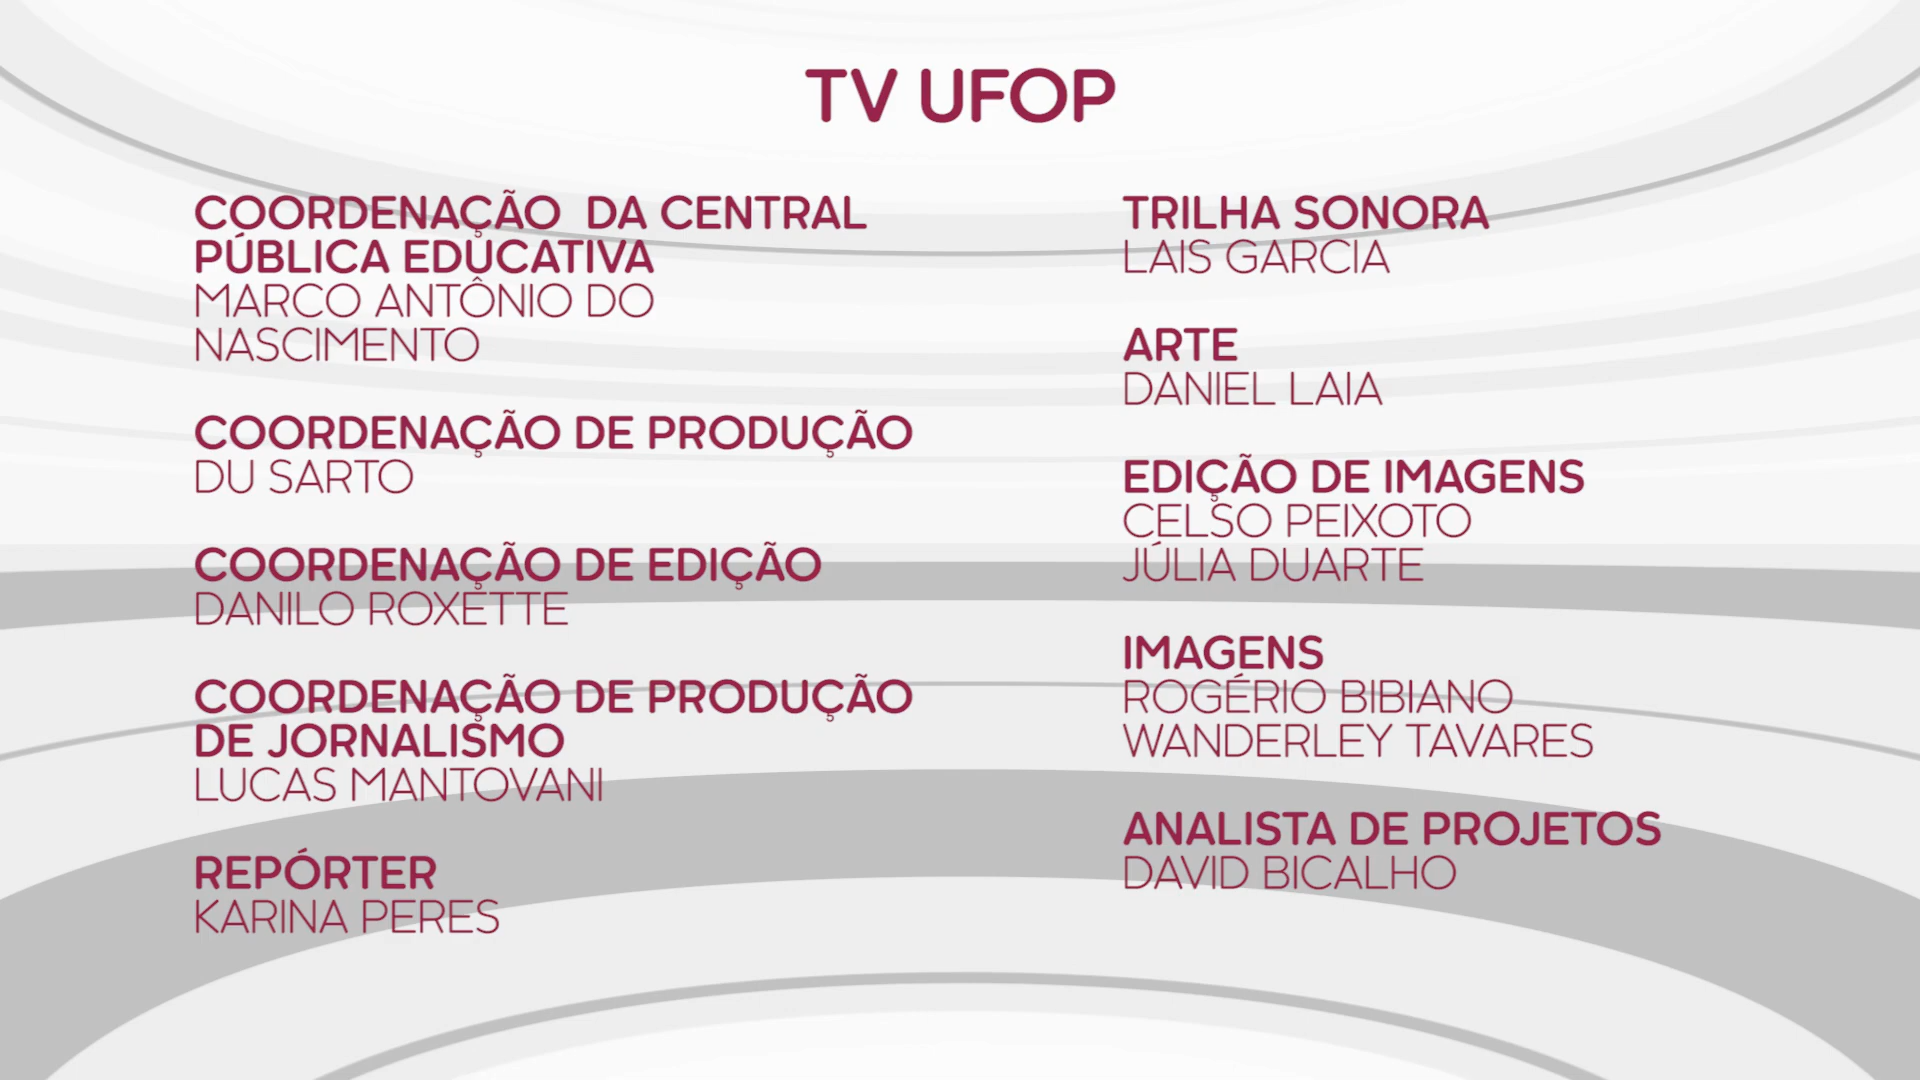 TV UFOP
COORDENAÇÃO DA CENTRAL
PÚBLICA EDUCATIVA
MARCO ANTÔNIO DO
NASCIMENTO
COORDENAÇÃO DE PRODUÇÃO
DU SARTO
COORDENAÇÃO DE EDIÇÃO
DANILO ROXETTE
COORDENAÇÃO DE PRODUÇÃO
DE JORNALISMO
LUCAS MANTOVANI
REPÓRTER
KARINA PERES
TRILHA SONORA
LAIS GARCIA
ARTE
DANIEL LAIA
EDIÇÃO DE IMAGENS
CELSO PEIXOTO
JÚLIA DUARTE
IMAGENS
ROGÉRIO BIBIANO
WANDERLEY TAVARES
ANALISTA DE PROJETOS
DAVID BICALHO